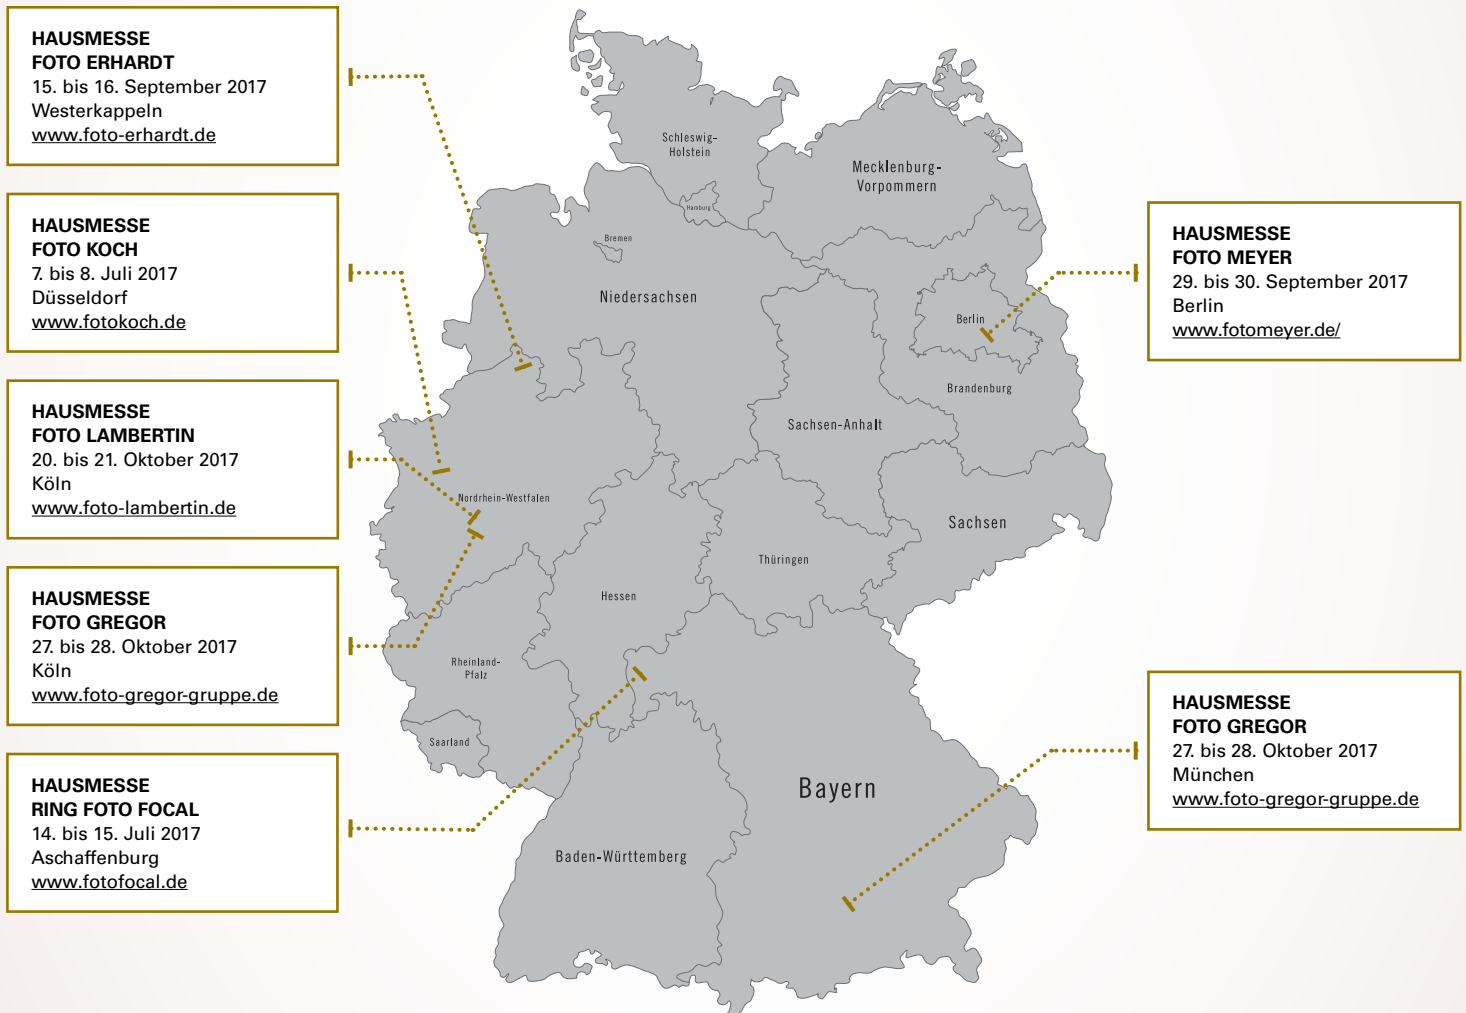 HAUSMESSE
FOTO ERHARDT
15. bis 16. September 2017
Westerkappeln
www.foto-erhardt.de
HAUSMESSE
FOTO KOCH
7. bis 8. Juli 2017
Düsseldorf
www.fotokoch.de
HAUSMESSE
FOTO LAMBERTIN
20. bis 21. Oktober 2017
Köln
www.foto-lambertin.de
HAUSMESSE
FOTO GREGOR
27. bis 28. Oktober 2017
Köln
www.foto-gregor-gruppe.de
HAUSMESSE
RING FOTO FOCAL
14. bis 15. Juli 2017
Aschaffenburg
www.fotofocal.de
Schleswig-
Holstein
Hamburg
Mecklenburg-
Vorpommern
Bremen
Niedersachsen
Berlin
Brandenburg
Sachsen-Anhalt
Nordrhein-Westfalen
Sachsen
Thüringen
Hessen
Rheinland-
Pfalz
Saarland
Bayern
Baden-Württemberg
HAUSMESSE
FOTO MEYER
29. bis 30. September 2017
Berlin
www.fotomeyer.de/
HAUSMESSE
FOTO GREGOR
27. bis 28. Oktober 2017
München
www.foto-gregor-gruppe.de